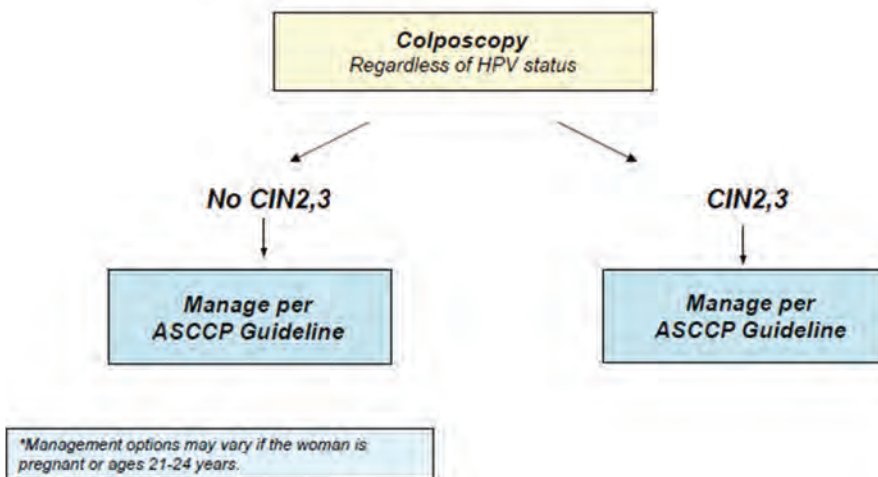 Colposcopy
Regardless of HPV status
No CIN2,3
CIN2,3
Manage per
ASCCP Guideline
Manage per
ASCCP Guideline
*Management options may vary if the woman is
pregnant or ages 21-24 years.